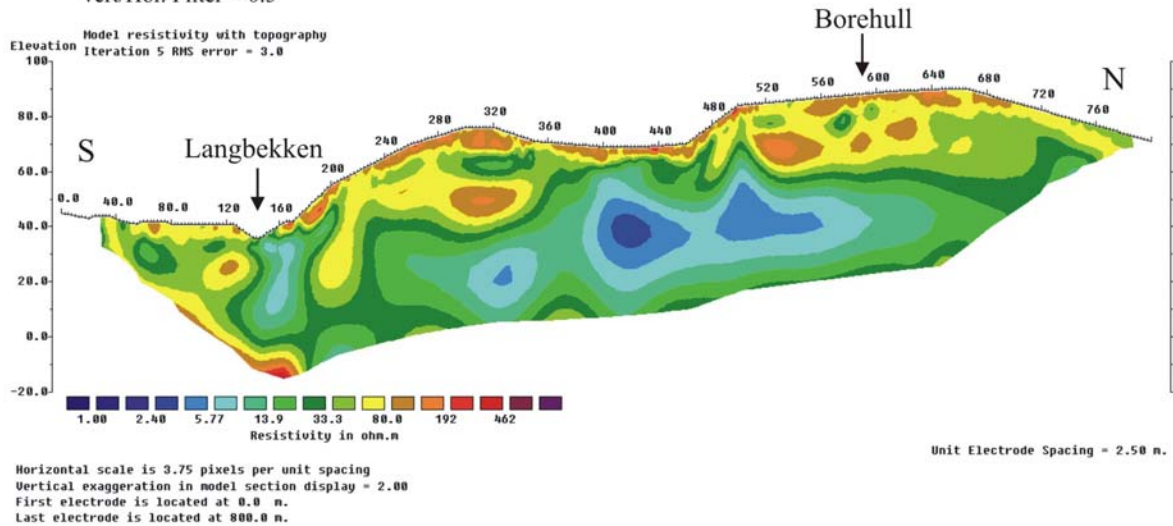 Vert/Hor. Filter = 0.5
Model resistivity with topography
Iteration 5 RMS error = 3.0
Elevation
Borehull
N
S
Langbekken
100
80.0
60.0
40.0
20.0
0.0
-20.0
0.0 40.0 80.0 120 160 200 240 280 320 360 400 440 480 520 560 600 640 680 720 760
1.00 2.40 5.77 13.9 33.3 80.0 192 462
Resistivity in ohm.m
Unit Electrode Spacing = 2.50 m.
Horizontal scale is 3.75 pixels per unit spacing
Vertical exaggeration in model section display = 2.00
First electrode is located at 0.0 m.
Last electrode is located at 800.0 m.